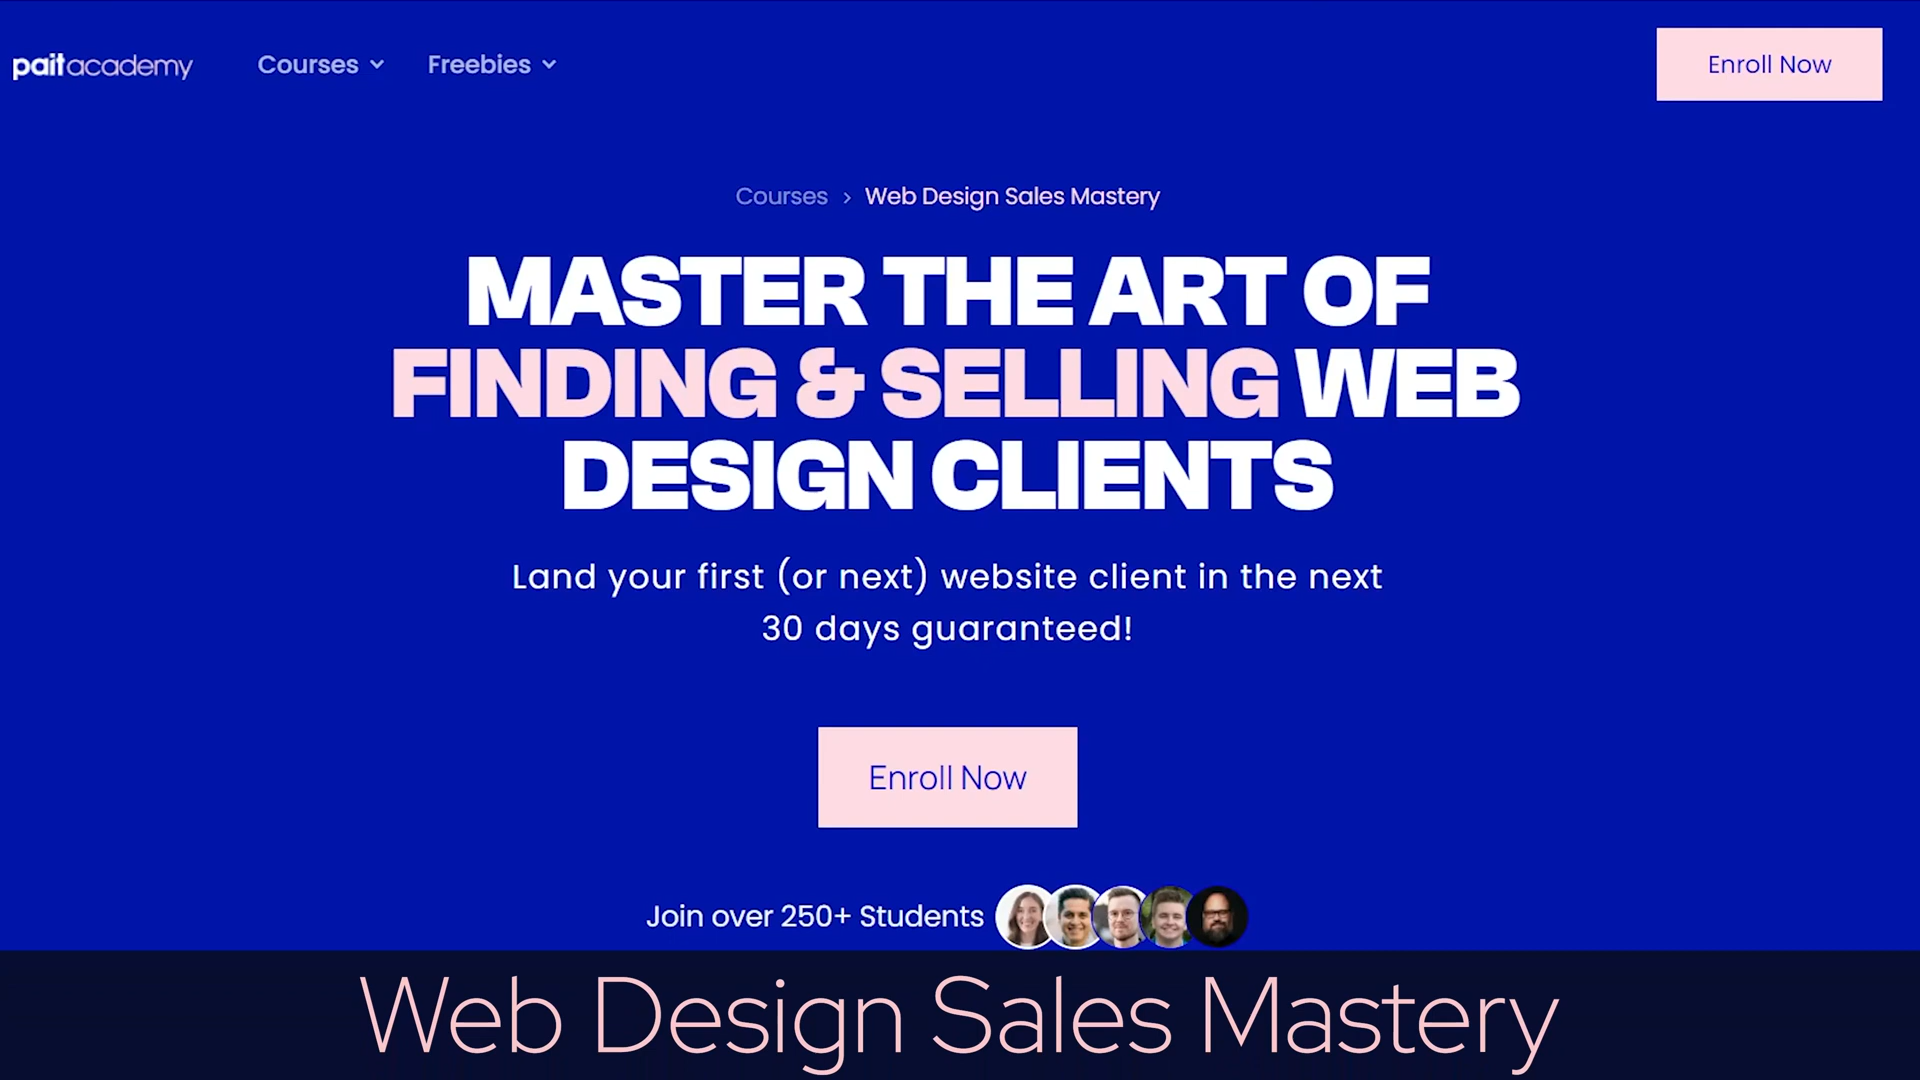 paitacademy
Courses
Freebies
Enroll Now
Courses > Web Design Sales Mastery
MASTER THE ART OF
FINDING & SELLING WEB
DESIGN CLIENTS
Land your first (or next) website client in the next
30 days guaranteed!
Enroll Now
Join over 250+ Students
Web Design Sales Mastery